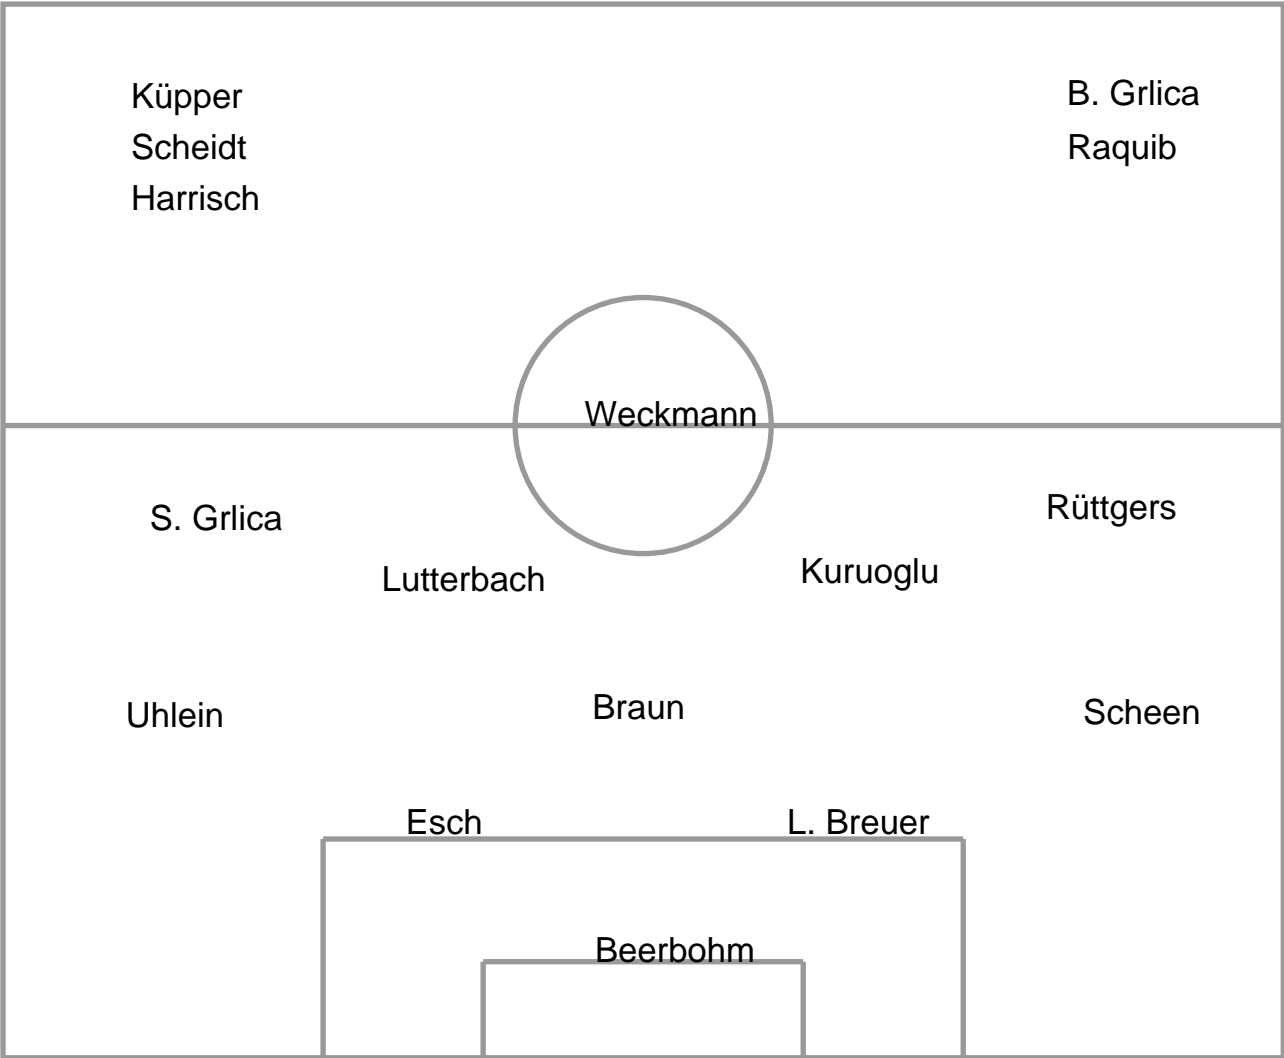 Küpper
Scheidt
Harrisch
B. Grlica
Raquib
Weckmann
S. Grlica
Rüttgers
Lutterbach
Kuruoglu
Uhlein
Braun
Scheen
Esch
L. Breuer
Beerbohm